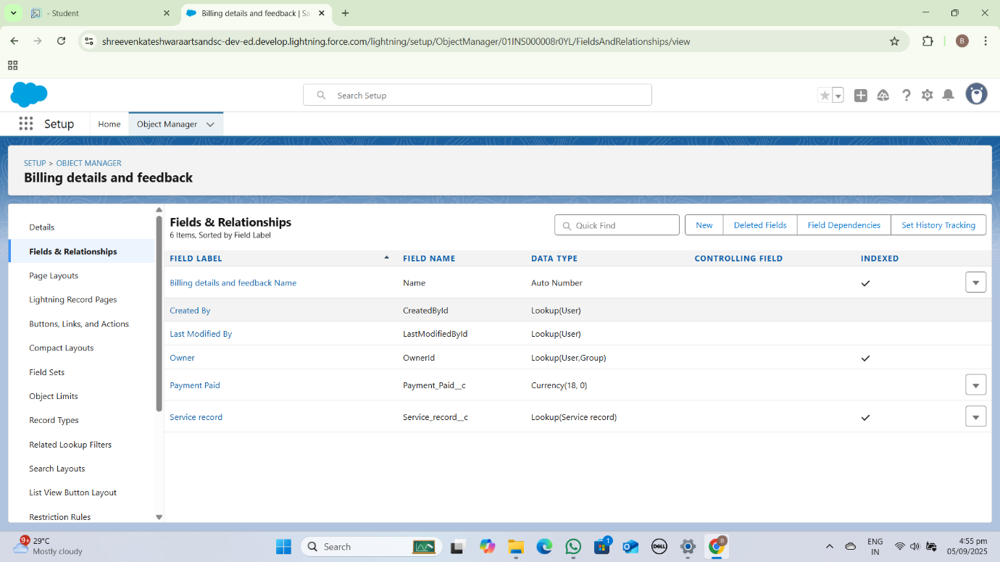 - Student
Billing details and feedback | Sa
shreevenkateshwaraartsandsc-dev-ed.develop.lightning.force.com/lightning/setup/ObjectManager/01INS000008r0YL/FieldsAndRelationships/view
B
Search Setup
Setup
Home
Object Manager
SETUP > OBJECT MANAGER
Billing details and feedback
Details
Fields & Relationships
Page Layouts
Lightning Record Pages
Buttons, Links, and Actions
Compact Layouts
Field Sets
Object Limits
Record Types
Related Lookup Filters
Search Layouts
List View Button Layout
Restriction Rules
Fields & Relationships
6 Items, Sorted by Field Label
Quick Find
New
Deleted Fields
Field Dependencies
Set History Tracking
FIELD LABEL FIELD NAME DATA TYPE CONTROLLING FIELD INDEXED
Billing details and feedback Name Name Auto Number
Created By CreatedById Lookup(User)
Last Modified By LastModifiedById Lookup(User)
Owner OwnerId Lookup(User,Group)
Payment Paid Payment_Paid__c Currency(18, 0)
Service record Service_record__c Lookup(Service record)
9+
29°C
Mostly cloudy
Search
1
DELL
B
ENG
IN
4:55 pm
05/09/2025